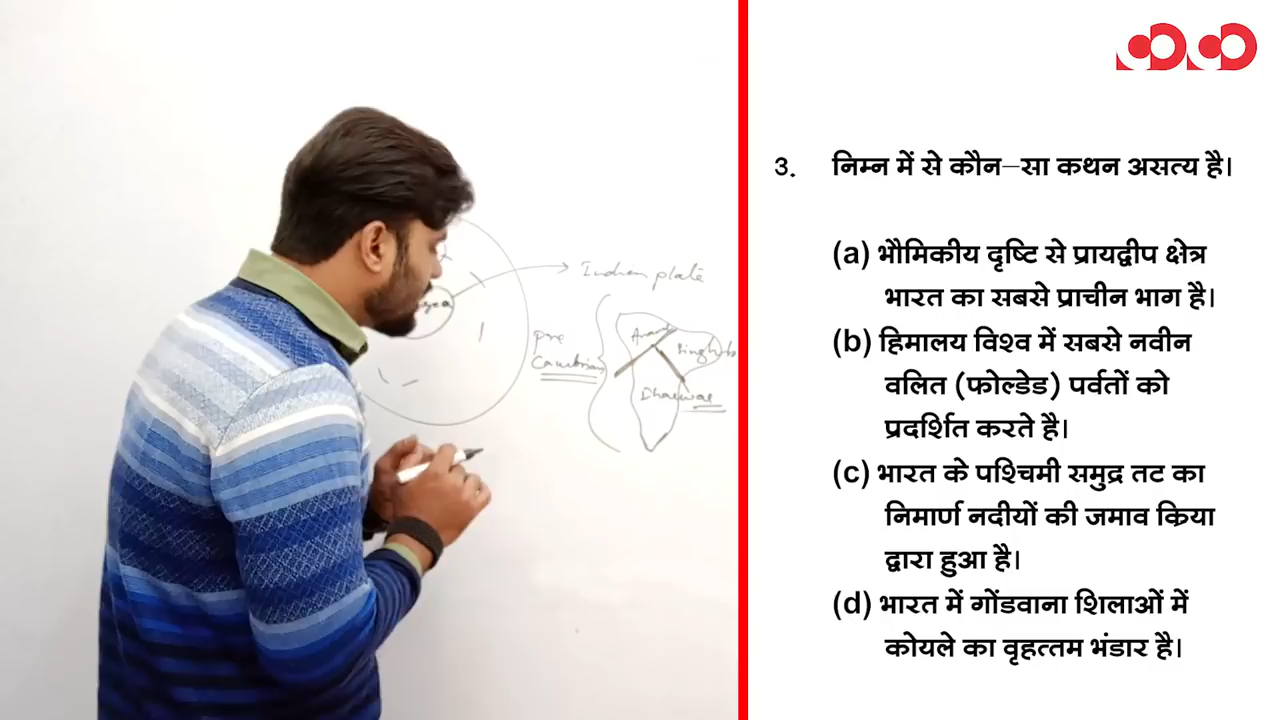 Indian plate
Pre
Cambrian
Dharwar
3. निम्न में से कौन–सा कथन असत्य है।
(a) भौमिकीय दृष्टि से प्रायद्वीप क्षेत्र
भारत का सबसे प्राचीन भाग है।
(b) हिमालय विश्व में सबसे नवीन
वलित (फोल्डेड) पर्वतों को
प्रदर्शित करते है।
(c) भारत के पश्चिमी समुद्र तट का
निमार्ण नदीयों की जमाव क्रिया
द्वारा हुआ है।
(d) भारत में गोंडवाना शिलाओं में
कोयले का वृहत्तम भंडार है।